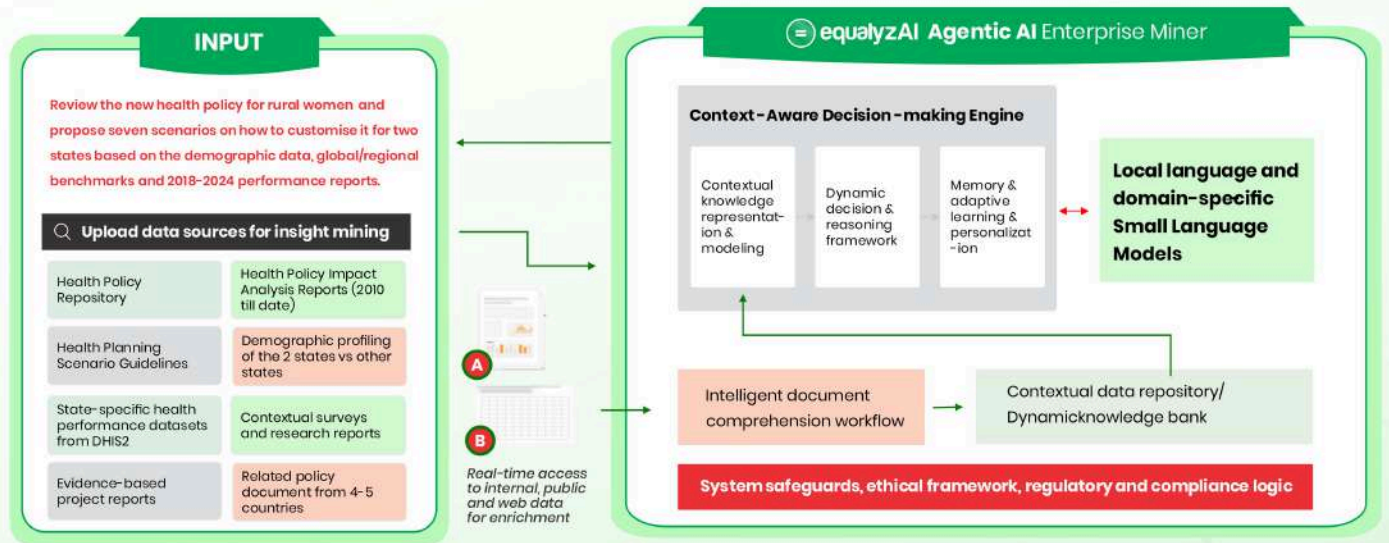 INPUT
Review the new health policy for rural women and
propose seven scenarios on how to customise it for two
states based on the demographic data, global/regional
benchmarks and 2018-2024 performance reports.
Upload data sources for insight mining
Health Policy
Repository
Health Policy Impact
Analysis Reports (2010
till date)
Health Planning
Scenario Guidelines
Demographic profiling
of the 2 states vs other
states
State-specific health
performance datasets
from DHIS2
Contextual surveys
and research reports
Evidence-based
project reports
Related policy
document from 4-5
countries
A
B
Real-time access
to internal, public
and web data
for enrichment
equalyzAI Agentic AI Enterprise Miner
Context-Aware Decision-making Engine
Contextual
knowledge
representat-
ion &
modeling
Dynamic
decision &
reasoning
framework
Memory &
adaptive
learning &
personalizat
-ion
Local language and
domain-specific
Small Language
Models
Intelligent document
comprehension workflow
Contextual data repository/
Dynamicknowledge bank
System safeguards, ethical framework, regulatory and compliance logic